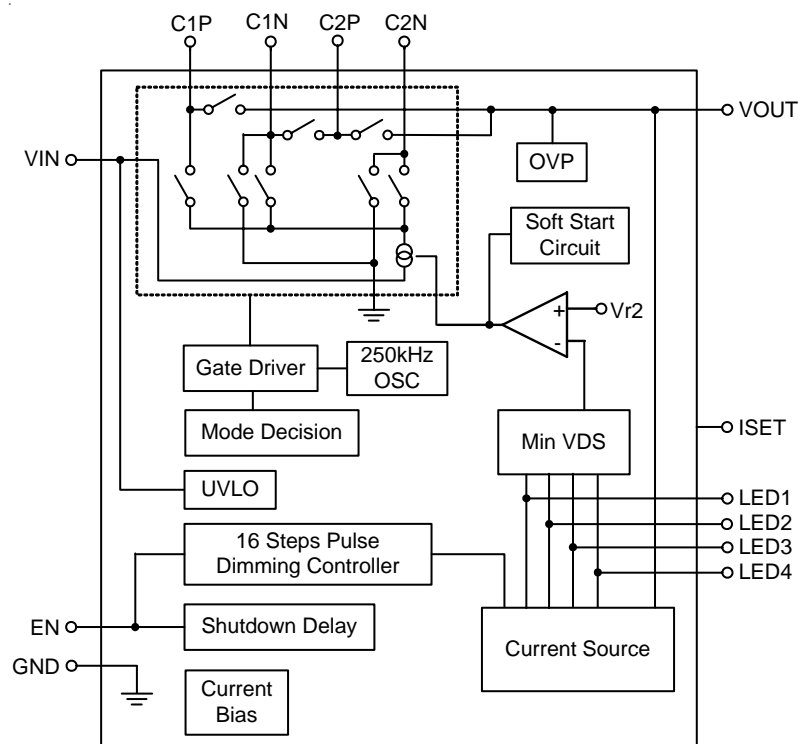 C1P C1N C2P C2N
VIN
VOUT
OVP
Soft Start
Circuit
+
Vr2
-
Gate Driver
250kHz
OSC
Mode Decision
Min VDS
ISET
UVLO
LED1
LED2
LED3
LED4
16 Steps Pulse
Dimming Controller
EN
Shutdown Delay
Current Source
GND
Current
Bias